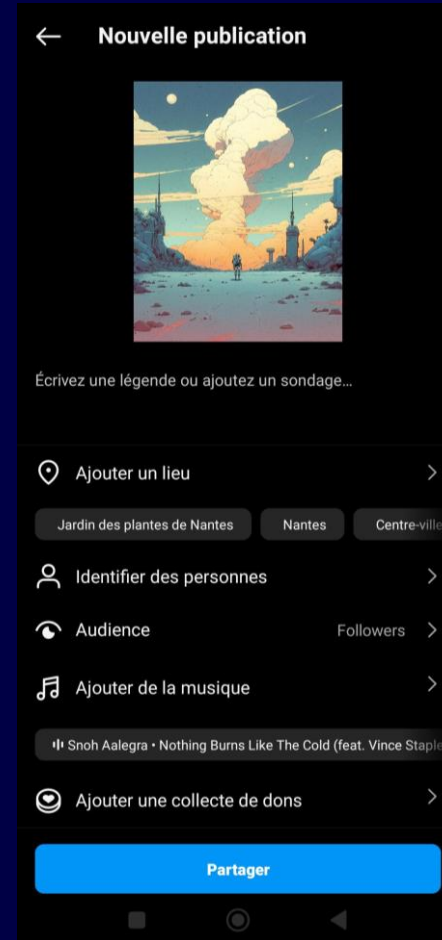 Nouvelle publication
Écrivez une légende ou ajoutez un sondage...
Ajouter un lieu
Jardin des plantes de Nantes
Nantes
Centre-ville
Identifier des personnes
Audience
Followers
Ajouter de la musique
Snoh Aalegra • Nothing Burns Like The Cold (feat. Vince Staple
Ajouter une collecte de dons
Partager